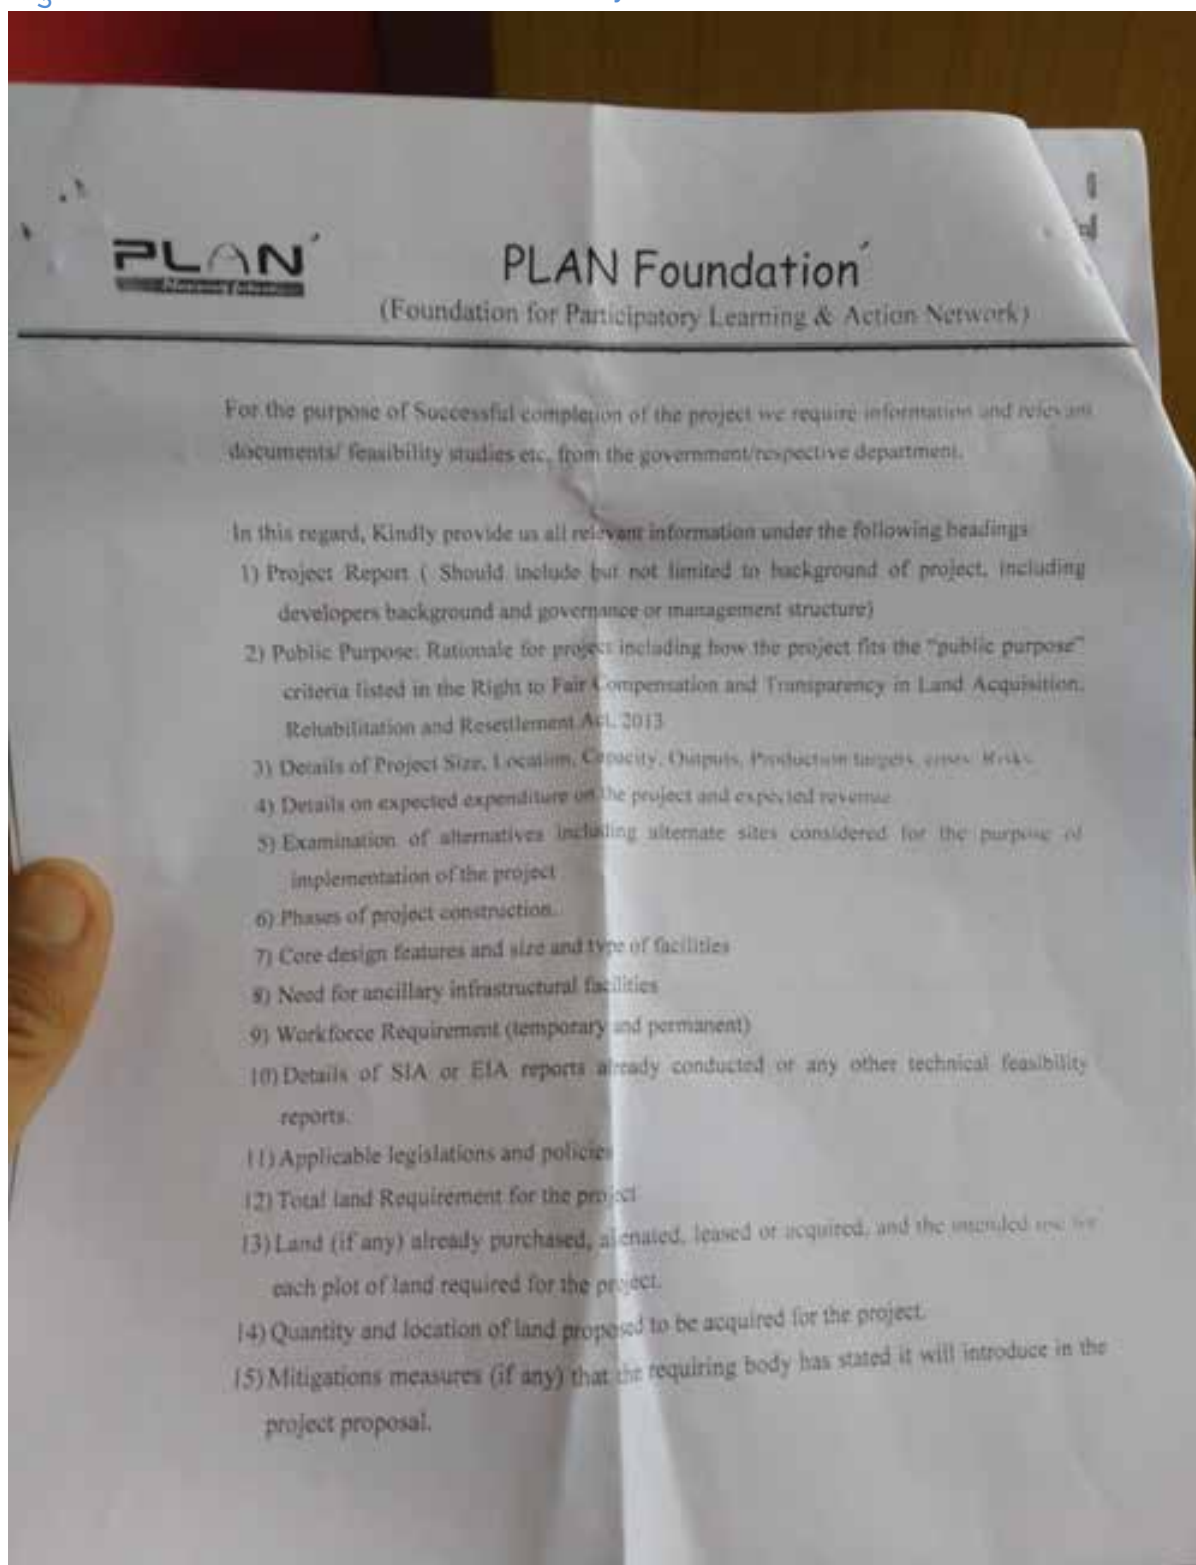 PLAN
PLAN Foundation
(Foundation for Participatory Learning & Action Network)
For the purpose of Successful completion of the project we require information and relevant
documents/ feasibility studies etc, from the government/respective department.
In this regard, Kindly provide us all relevant information under the following headings
1) Project Report ( Should include but not limited to background of project, including
developers background and governance or management structure)
2) Public Purpose: Rationale for project including how the project fits the "public purpose"
criteria listed in the Right to Fair Compensation and Transparency in Land Acquisition,
Rehabilitation and Resettlement Act, 2013
3) Details of Project Size, Location, Capacity, Outputs, Production targets, Risks.
4) Details on expected expenditure on the project and expected revenue
5) Examination of alternatives including alternate sites considered for the purpose of
implementation of the project
6) Phases of project construction.
7) Core design features and size and type of facilities
8) Need for ancillary infrastructural facilities
9) Workforce Requirement (temporary and permanent)
10) Details of SIA or EIA reports already conducted or any other technical feasibility
reports.
11) Applicable legislations and policies
12) Total land Requirement for the project
13) Land (if any) already purchased, alienated, leased or acquired, and the intended use for
each plot of land required for the project.
14) Quantity and location of land proposed to be acquired for the project.
15) Mitigations measures (if any) that the requiring body has stated it will introduce in the
project proposal.